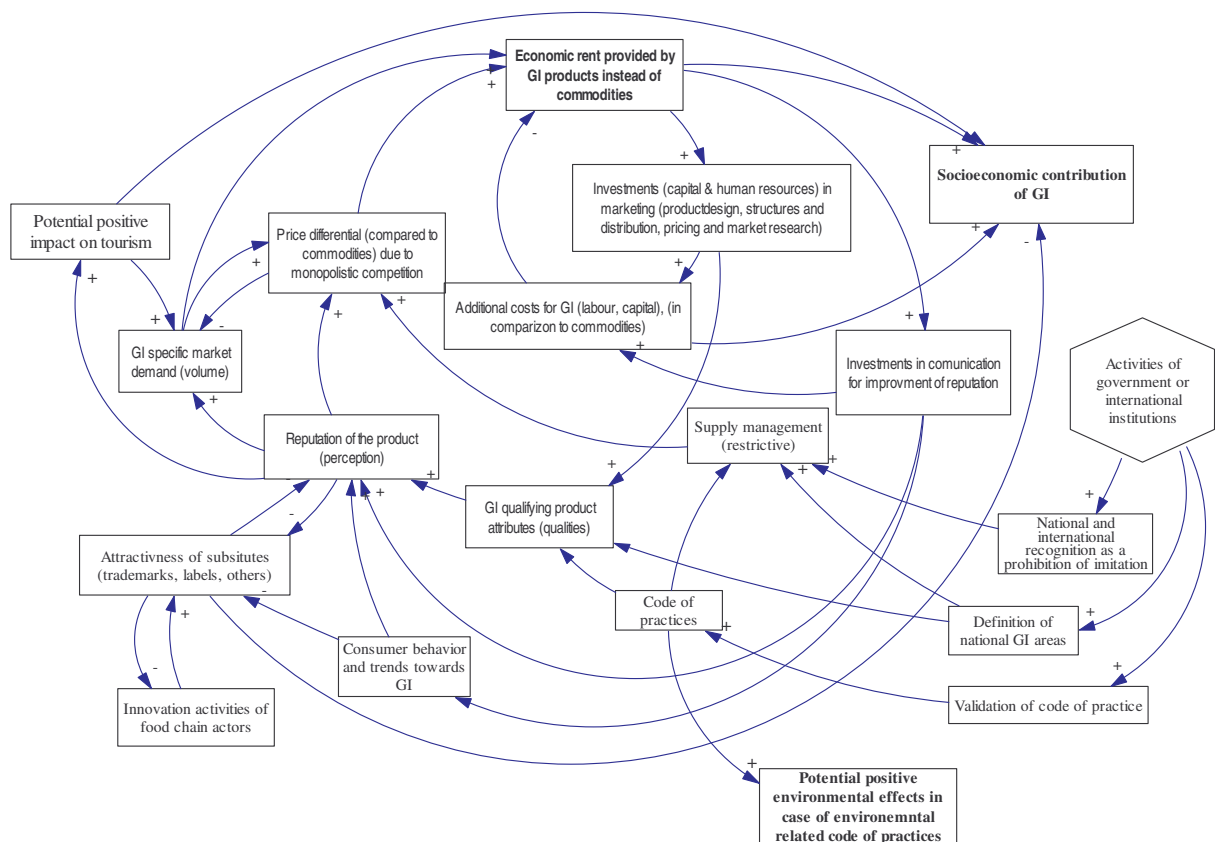 Economic rent provided by
GI products instead of
commodities
+
+
+
-
+
+
Socioeconomic contribution
of GI
+
-
Investments (capital & human resources) in
marketing (productdesign, structures and
distribution, pricing and market research)
Potential positive
impact on tourism
+
Price differential (compared to
commodities) due to
monopolistic competition
+
+
-
+
+
+
Additional costs for GI (labour, capital), (in
comparizon to commodities)
+
+
GI specific market
demand (volume)
+
Investments in comunication
for improvment of reputation
Activities of
government or
international
institutions
Supply management
(restrictive)
+
+
Reputation of the product
(perception)
-
+
+
+
-
+
GI qualifying product
attributes (qualities)
+
National and
international
recognition as a
prohibition of imitation
Attractivness of subsitutes
(trademarks, labels, others)
-
+
-
Code of
practices
+
+
Definition of
national GI areas
Consumer behavior
and trends towards
GI
+
Validation of code of practice
Innovation activities of
food chain actors
+
Potential positive
environmental effects in
case of environemntal
related code of practices